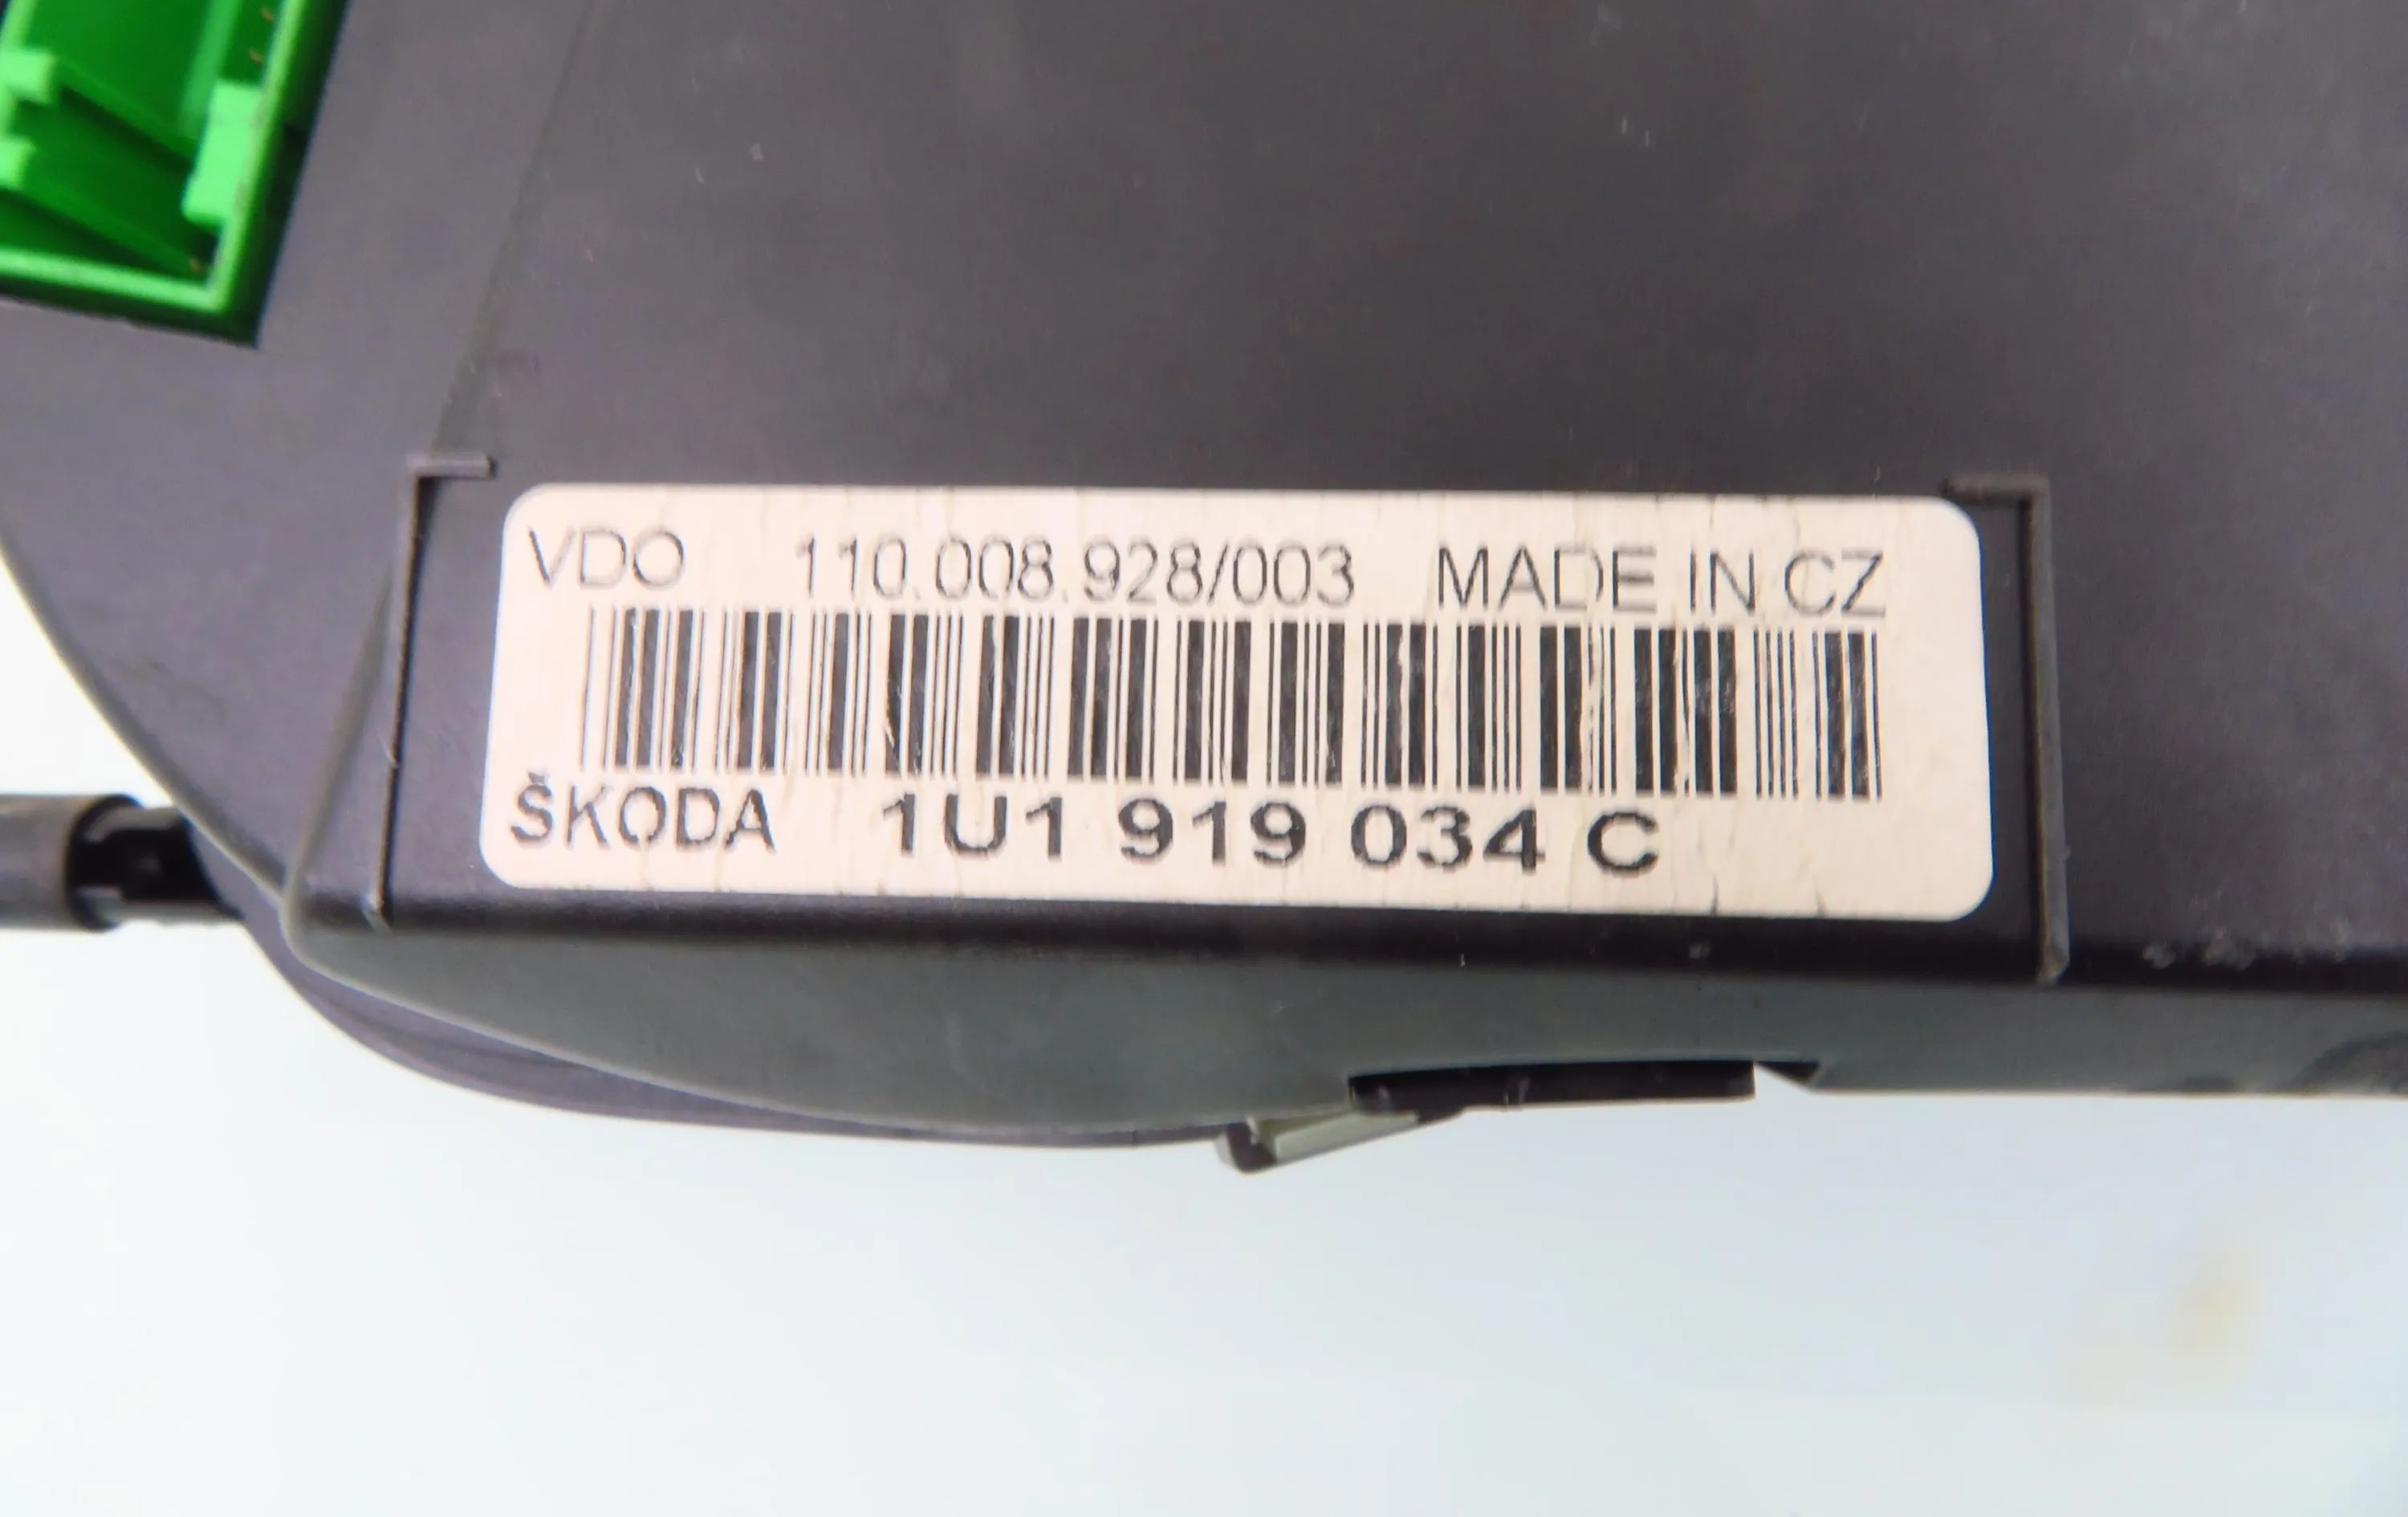 VDO 110.008.928/003 MADE IN CZ
ŠKODA 1U1 919 034 C